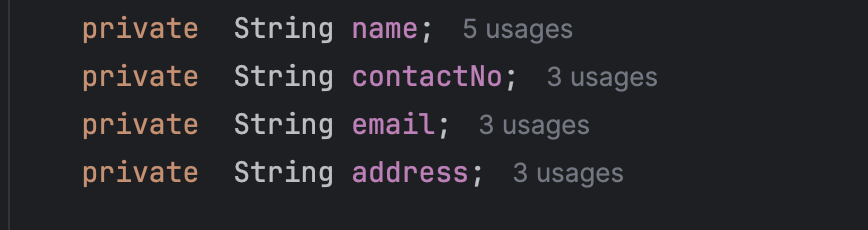 private  String name;  5 usages
private  String contactNo;  3 usages
private  String email;  3 usages
private  String address;  3 usages